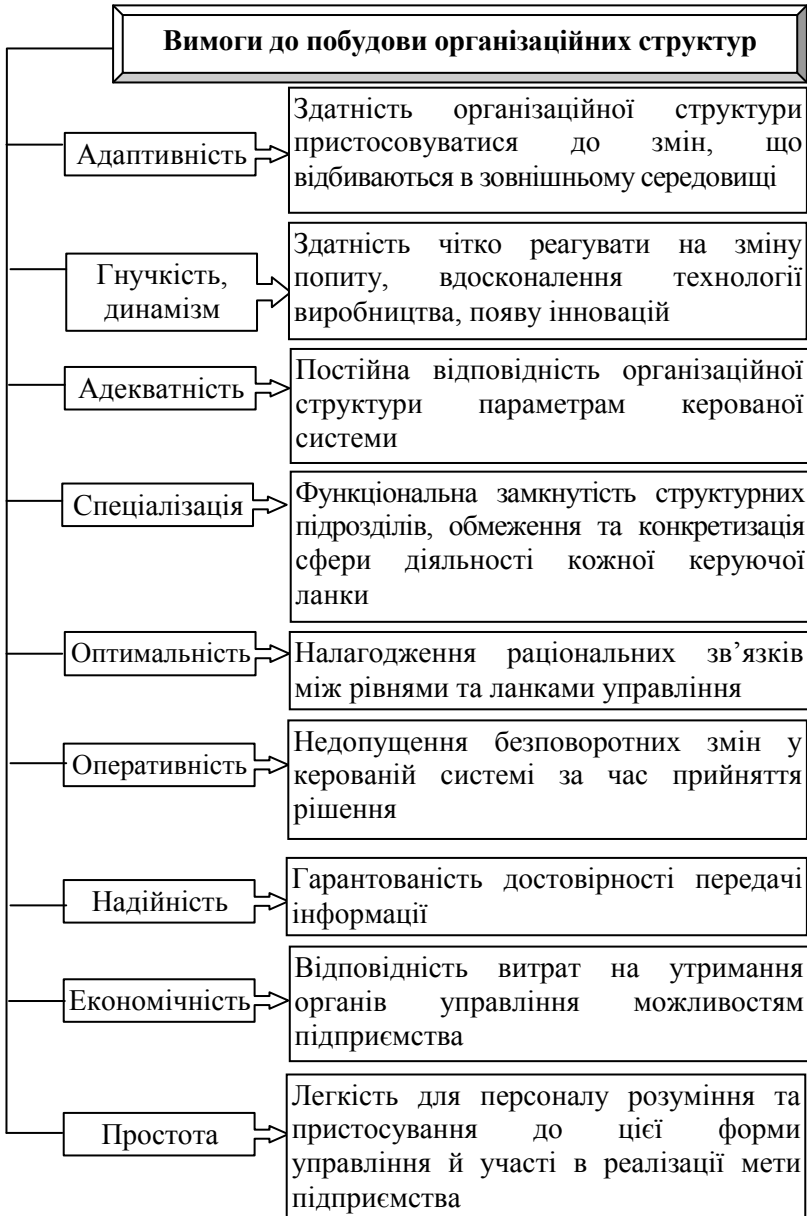 Вимоги до побудови організаційних структур
Адаптивність
Здатність організаційної структури
пристосовуватися до змін, що
відбиваються в зовнішньому середовищі
Гнучкість,
динамізм
Здатність чітко реагувати на зміну
попиту, вдосконалення технології
виробництва, появу інновацій
Адекватність
Постійна відповідність організаційної
структури параметрам керованої
системи
Спеціалізація
Функціональна замкнутість структурних
підрозділів, обмеження та конкретизація
сфери діяльності кожної керуючої
ланки
Оптимальність
Налагодження раціональних зв’язків
між рівнями та ланками управління
Оперативність
Недопущення безповоротних змін у
керованій системі за час прийняття
рішення
Надійність
Гарантованість достовірності передачі
інформації
Економічність
Відповідність витрат на утримання
органів управління можливостям
підприємства
Простота
Легкість для персоналу розуміння та
пристосування до цієї форми
управління й участі в реалізації мети
підприємства